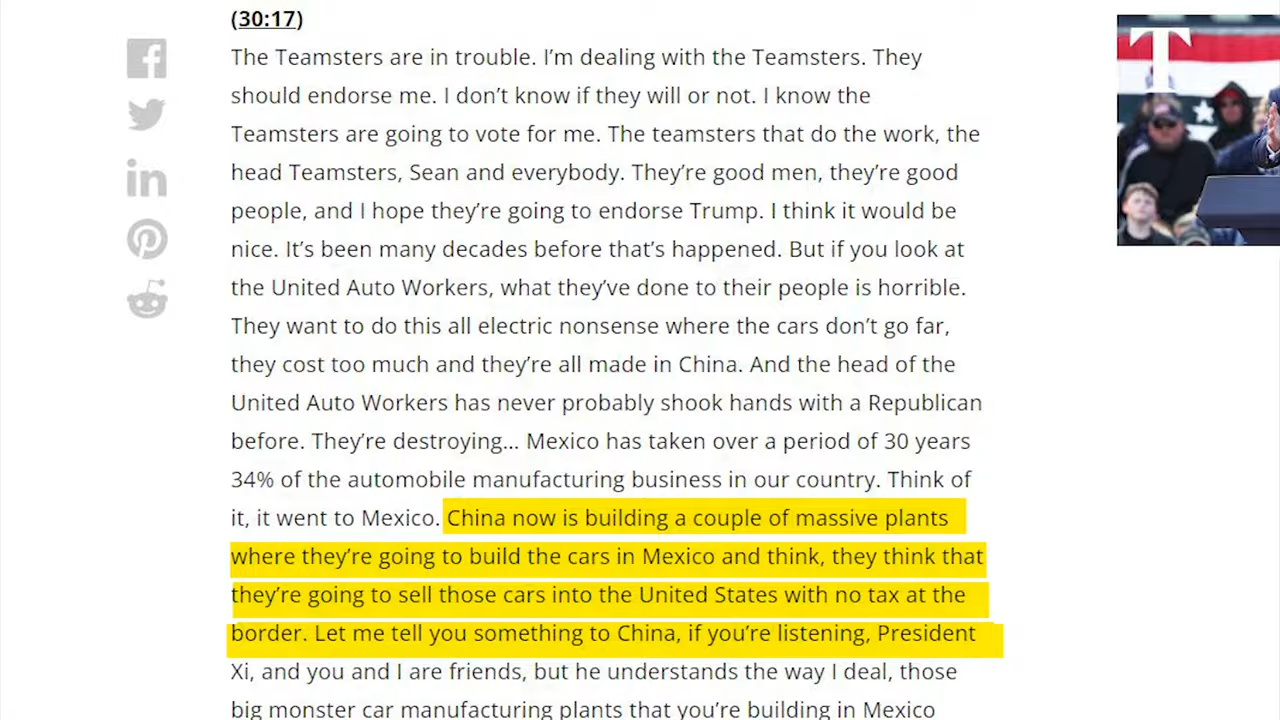 (30:17)
The Teamsters are in trouble. I’m dealing with the Teamsters. They
should endorse me. I don’t know if they will or not. I know the
Teamsters are going to vote for me. The teamsters that do the work, the
head Teamsters, Sean and everybody. They’re good men, they’re good
people, and I hope they’re going to endorse Trump. I think it would be
nice. It’s been many decades before that’s happened. But if you look at
the United Auto Workers, what they’ve done to their people is horrible.
They want to do this all electric nonsense where the cars don’t go far,
they cost too much and they’re all made in China. And the head of the
United Auto Workers has never probably shook hands with a Republican
before. They’re destroying… Mexico has taken over a period of 30 years
34% of the automobile manufacturing business in our country. Think of
it, it went to Mexico. China now is building a couple of massive plants
where they’re going to build the cars in Mexico and think, they think that
they’re going to sell those cars into the United States with no tax at the
border. Let me tell you something to China, if you’re listening, President
Xi, and you and I are friends, but he understands the way I deal, those
big monster car manufacturing plants that you’re building in Mexico
T